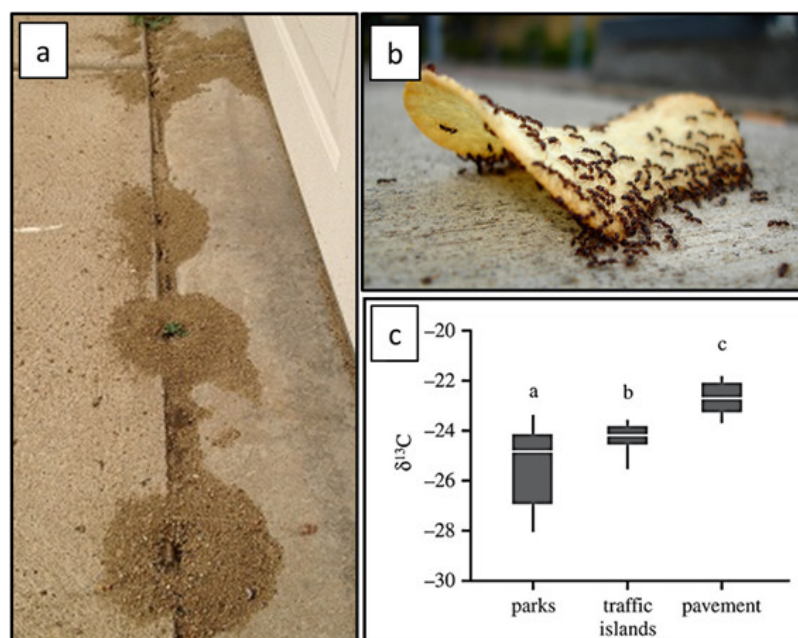 a
b
c
−20
−22
−24
−26
−28
−30
δ¹³C
a
b
c
parks
traffic
islands
pavement